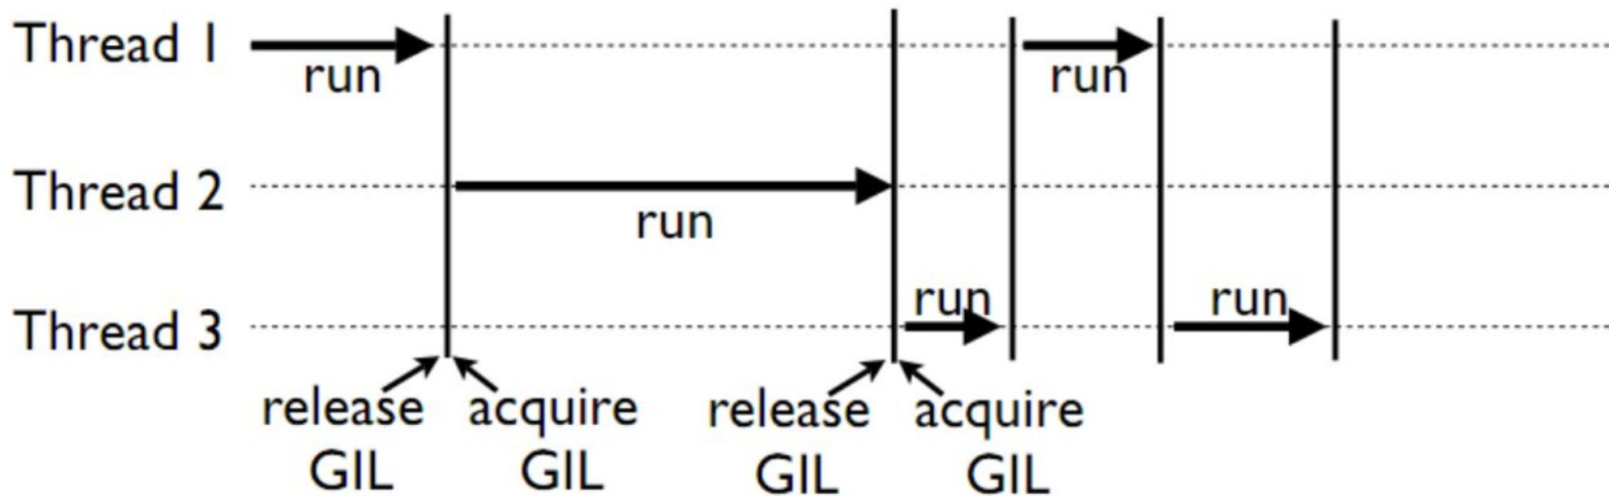 Thread 1
run
run
Thread 2
run
run
run
Thread 3
release GIL
acquire GIL
release GIL
acquire GIL